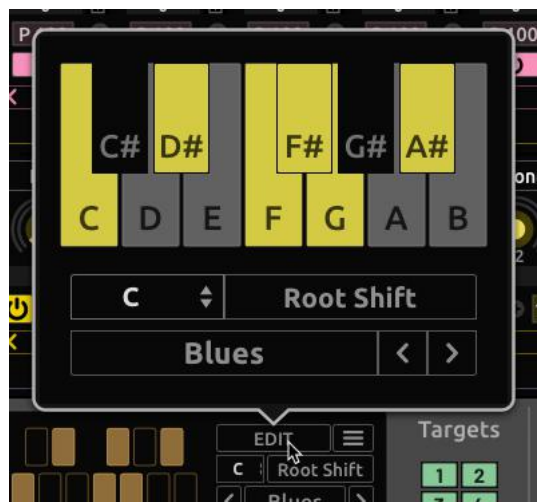 C# D# F# G# A#
C D E F G A B
C Root Shift
Blues < >
EDIT
Targets
C Root Shift
1 2
< Blues >